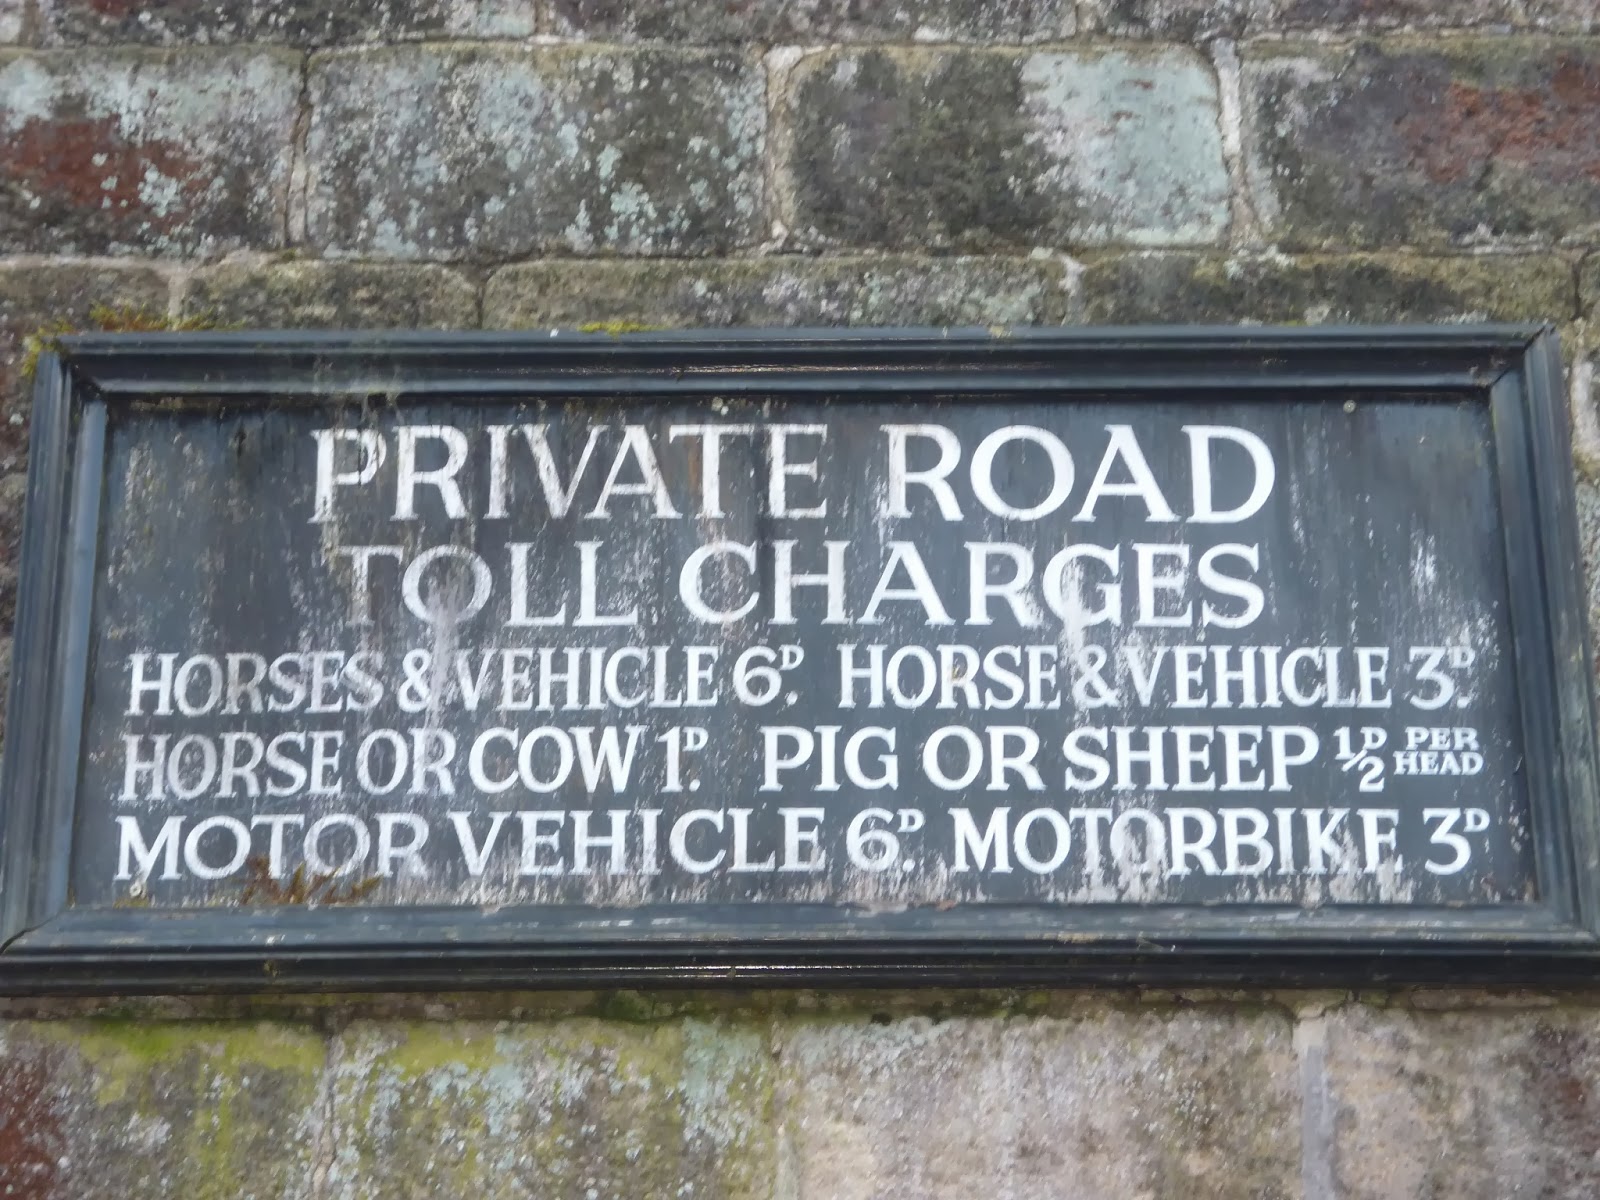 PRIVATE ROAD
TOLL CHARGES
HORSES & VEHICLE 6D. HORSE & VEHICLE 3D.
HORSE OR COW 1D. PIG OR SHEEP 1/2D PER HEAD
MOTOR VEHICLE 6D. MOTORBIKE 3D